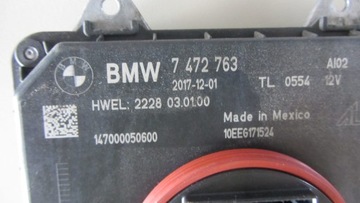 BMW 7 472 763 AI02
2017-12-01 TL 0554 12V
HWEL: 2228 03.01.00
Made in Mexico
147000050600 10EE6171524